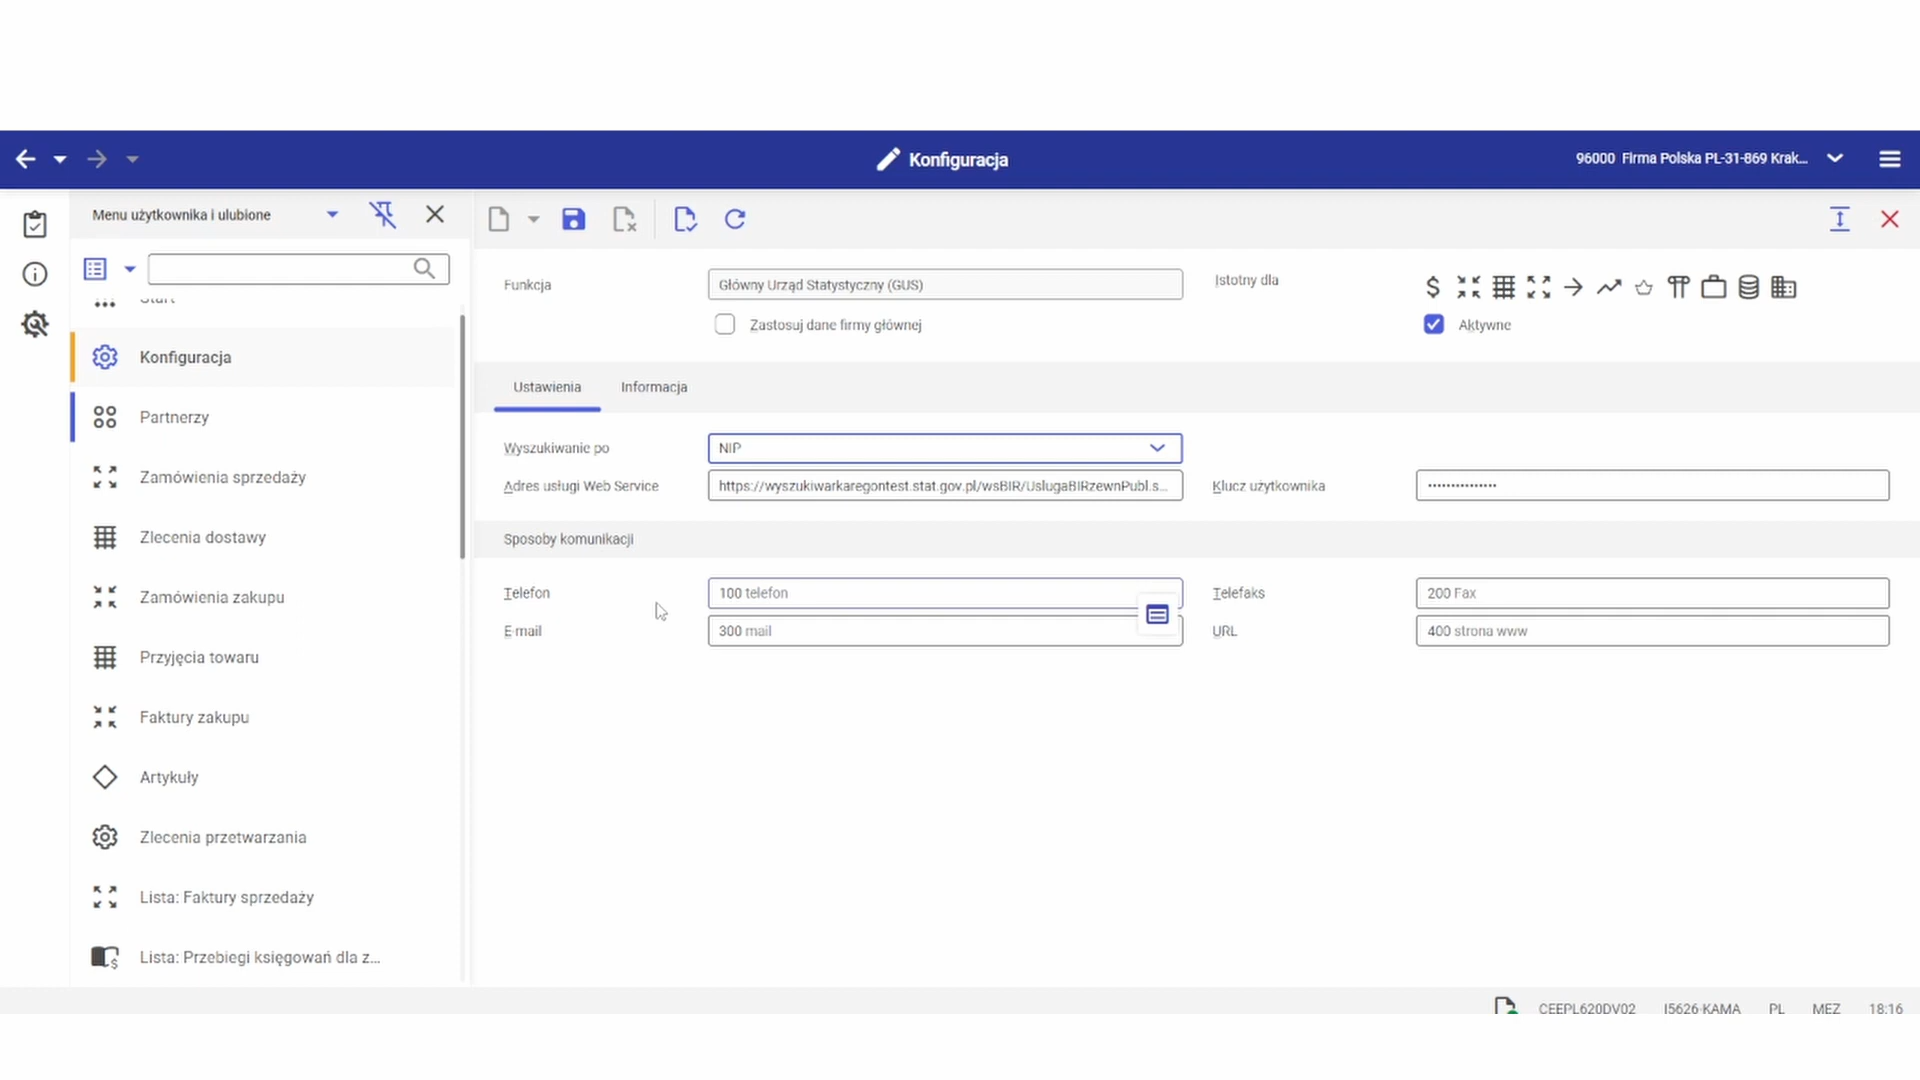 Konfiguracja
96000 Firma Polska PL-31-869 Krak...
Menu użytkownika i ulubione
Start
Konfiguracja
Partnerzy
Zamówienia sprzedaży
Zlecenia dostawy
Zamówienia zakupu
Przyjęcia towaru
Faktury zakupu
Artykuły
Zlecenia przetwarzania
Lista: Faktury sprzedaży
Lista: Przebiegi księgowań dla z...
Funkcja
Główny Urząd Statystyczny (GUS)
Istotny dla
Zastosuj dane firmy głównej
Aktywne
Ustawienia
Informacja
Wyszukiwanie po
NIP
Adres usługi Web Service
https://wyszukiwarkaregontest.stat.gov.pl/wsBIR/UslugaBIRzewnPubl.s...
Klucz użytkownika
Sposoby komunikacji
Telefon
100 telefon
Telefaks
200 Fax
E-mail
300 mail
URL
400 strona www
CEEPL620DV02
I5626-KAMA
PL
MEZ
18:16